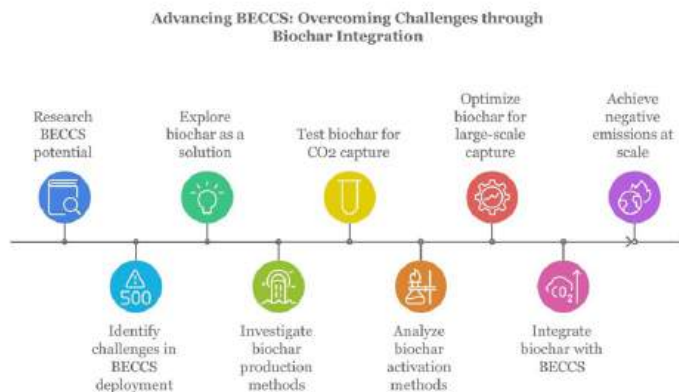 Advancing BECCS: Overcoming Challenges through
Biochar Integration
Research
BECCS
potential
Explore
biochar as a
solution
Test biochar for
CO2 capture
Optimize
biochar for
large-scale
capture
Achieve
negative
emissions at
scale
500
CO2
Identify
challenges in
BECCS
deployment
Investigate
biochar
production
methods
Analyze
biochar
activation
methods
Integrate
biochar with
BECCS